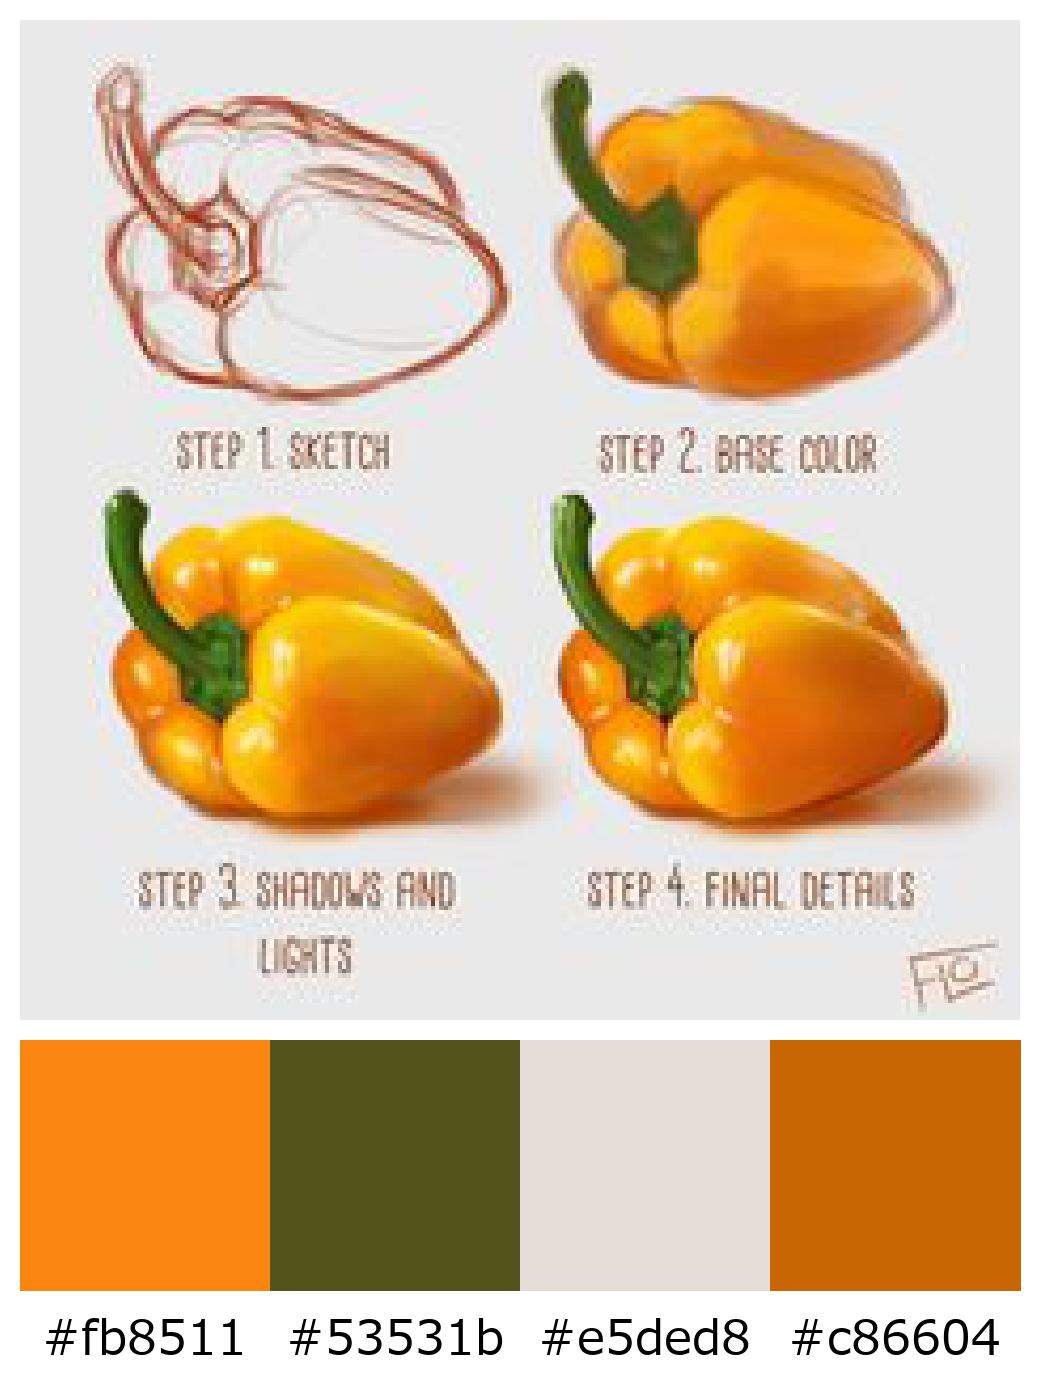 STEP 1. SKETCH
STEP 2. BASE COLOR
STEP 3. SHADOWS AND
LIGHTS
STEP 4. FINAL DETAILS
FLO
#fb8511
#53531b
#e5ded8
#c86604